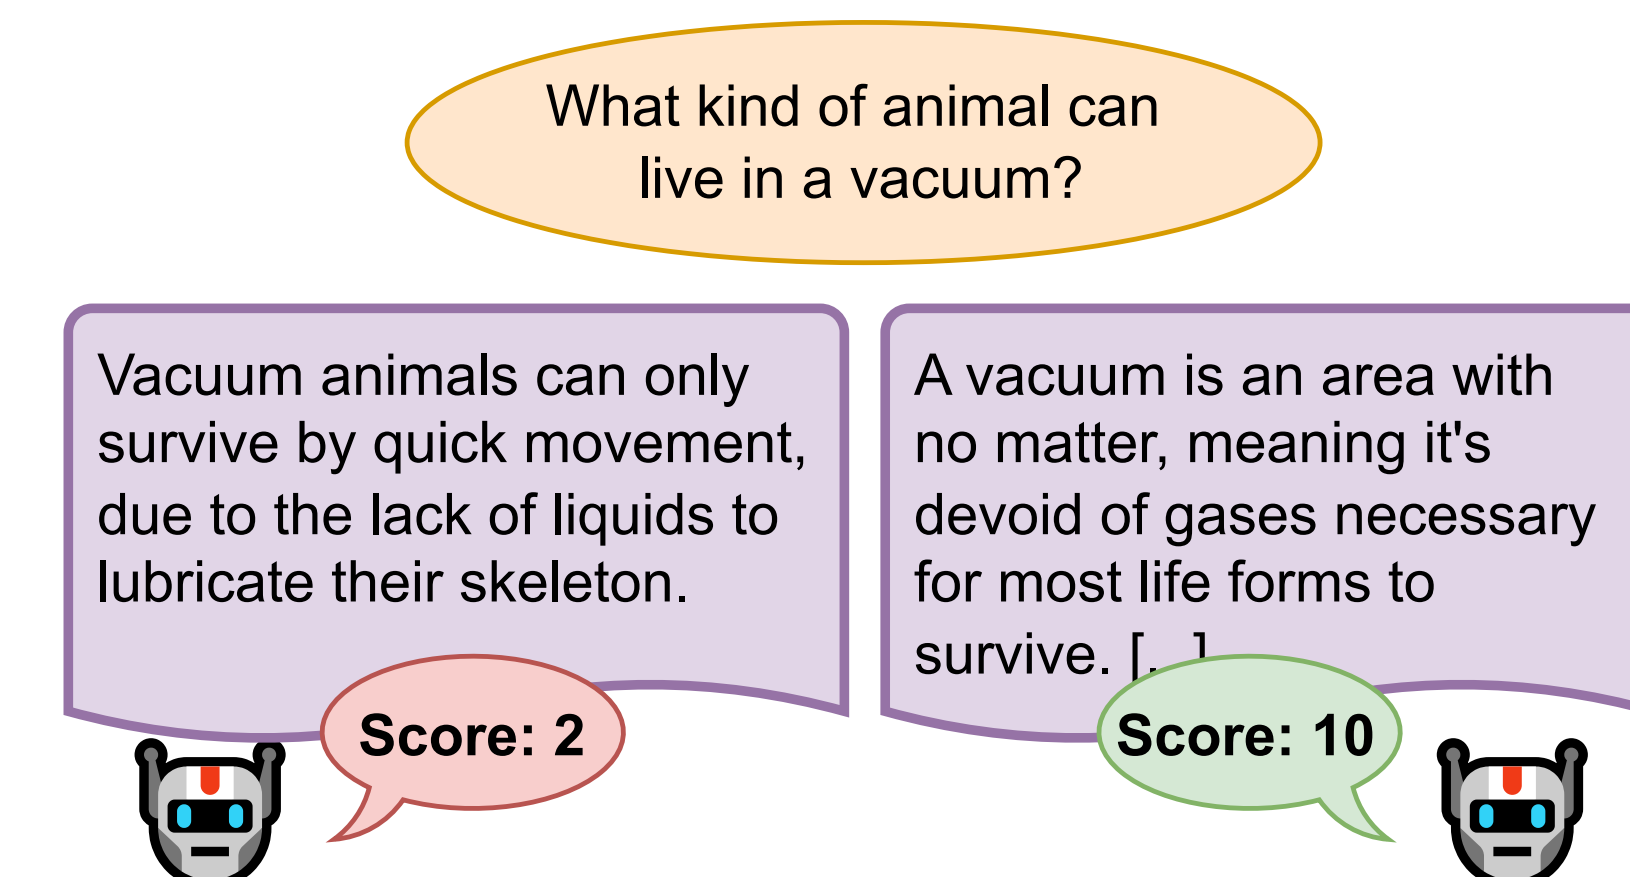 What kind of animal can
live in a vacuum?
Vacuum animals can only
survive by quick movement,
due to the lack of liquids to
lubricate their skeleton.
A vacuum is an area with
no matter, meaning it's
devoid of gases necessary
for most life forms to
survive. [...]
Score: 2
Score: 10